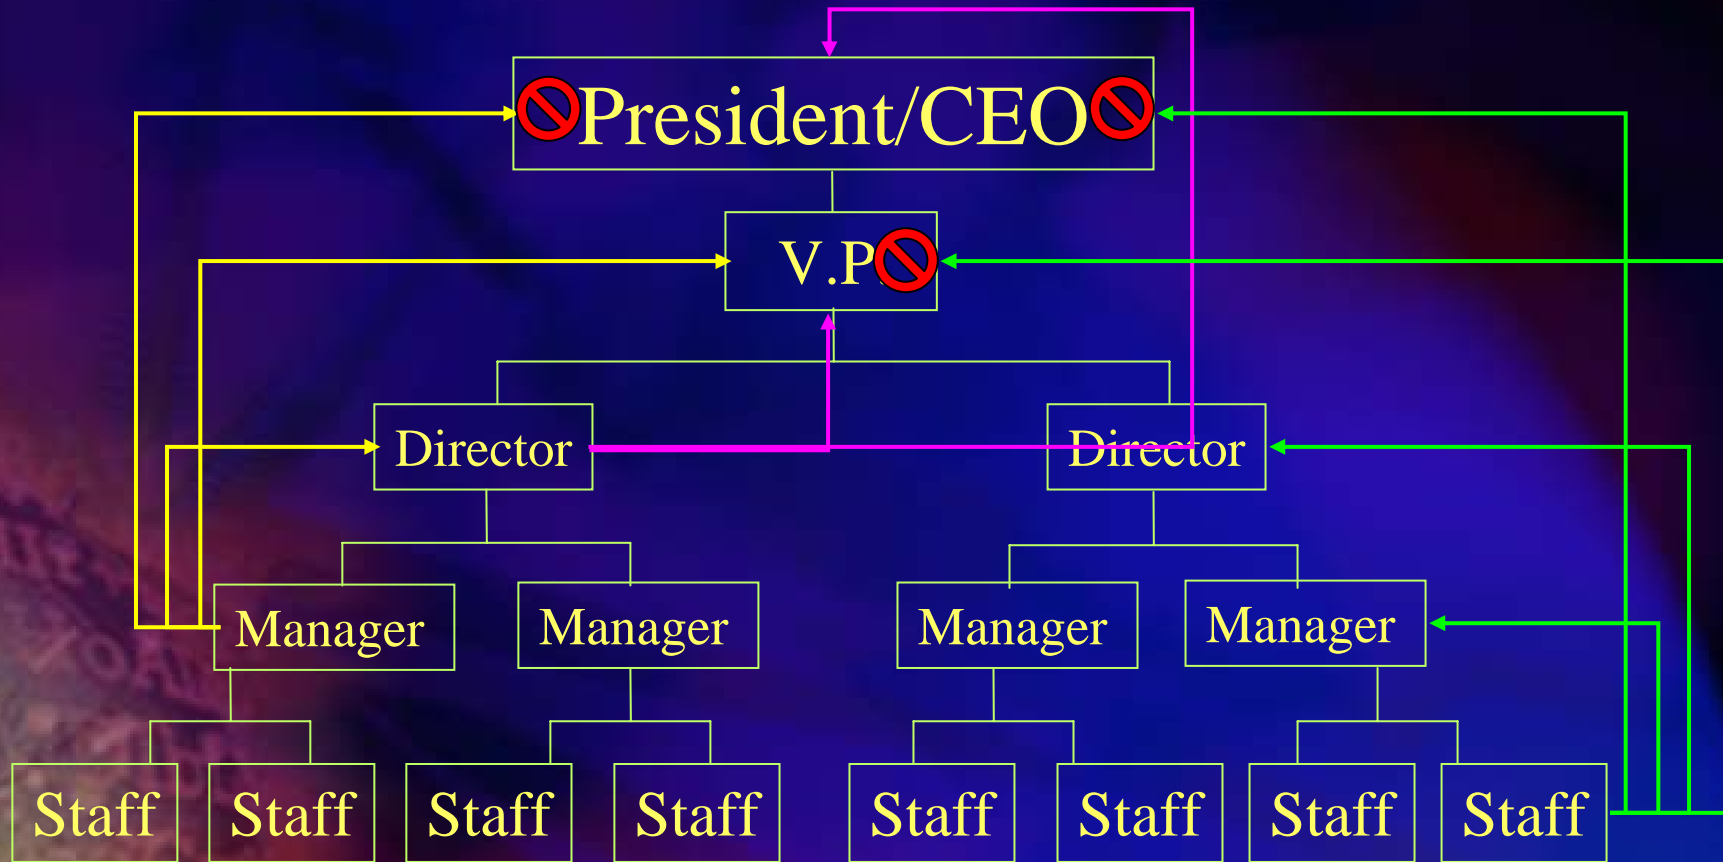 President/CEO
V.P
Director
Director
Manager
Manager
Manager
Manager
Staff
Staff
Staff
Staff
Staff
Staff
Staff
Staff